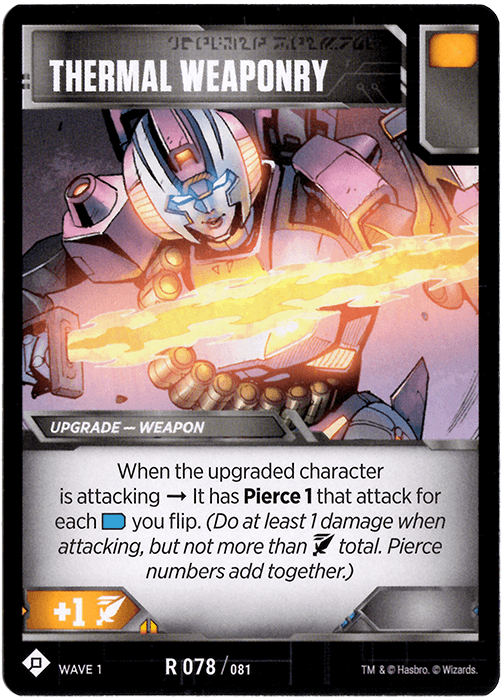 THERMAL WEAPONRY
UPGRADE — WEAPON
When the upgraded character
is attacking → It has Pierce 1 that attack for
each you flip. (Do at least 1 damage when
attacking, but not more than total. Pierce
numbers add together.)
+1
WAVE 1 R 078 / 081 TM & © Hasbro. © Wizards.